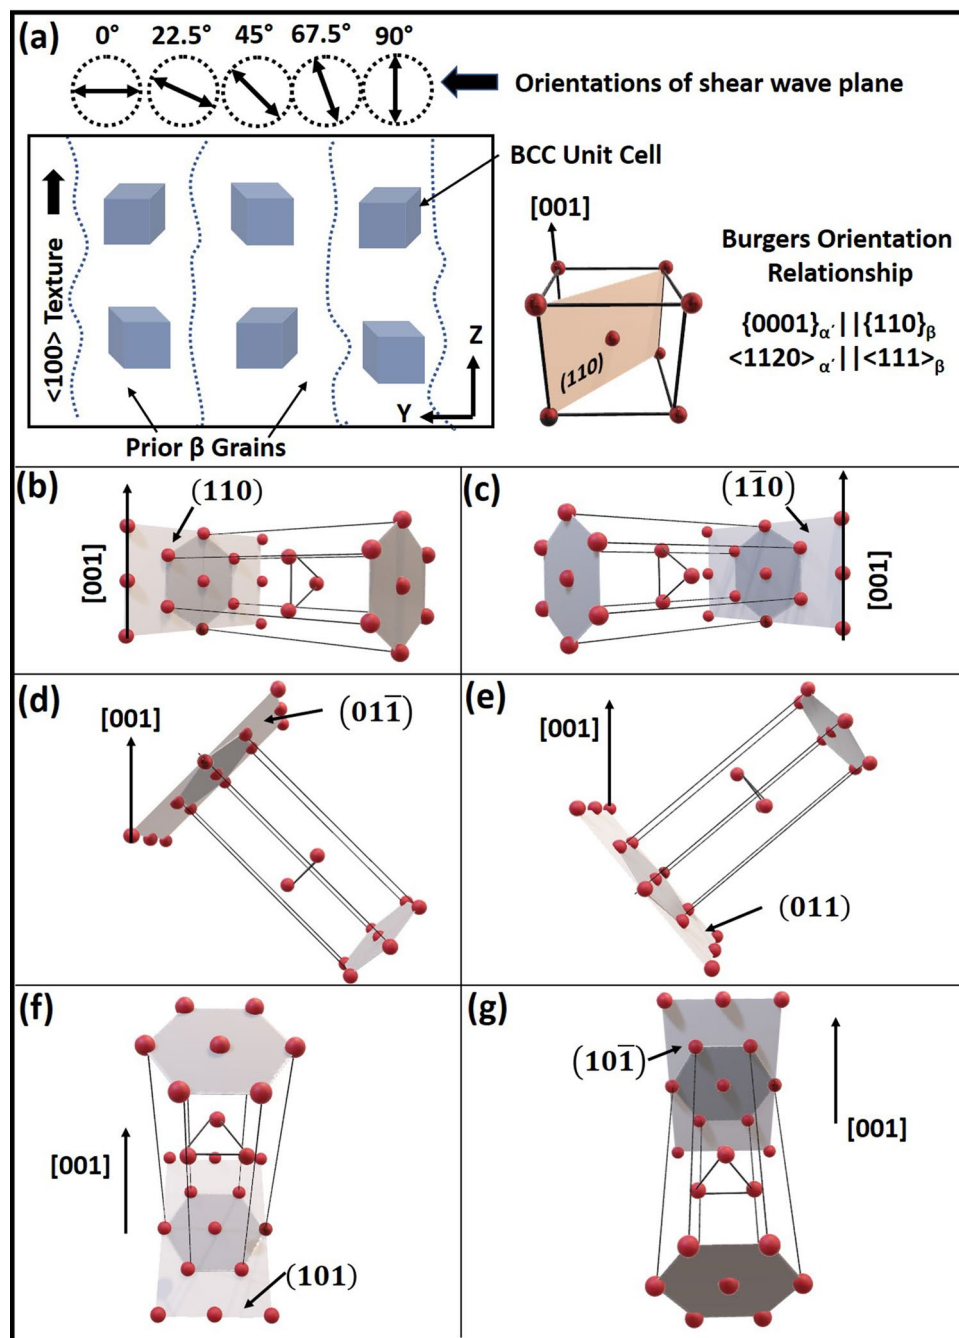 (a)
0° 22.5° 45° 67.5° 90°
Orientations of shear wave plane
BCC Unit Cell
<100> Texture
Z
Y
Prior β Grains
[001]
(110)
Burgers Orientation
Relationship
{0001}α′||{110}β
<1120>α′||<111>β
(b)
(110)
[001]
(c)
(11̅0)
[001]
(d)
[001]
(011̅)
(e)
[001]
(011)
(f)
[001]
(101)
(g)
(101̅)
[001]